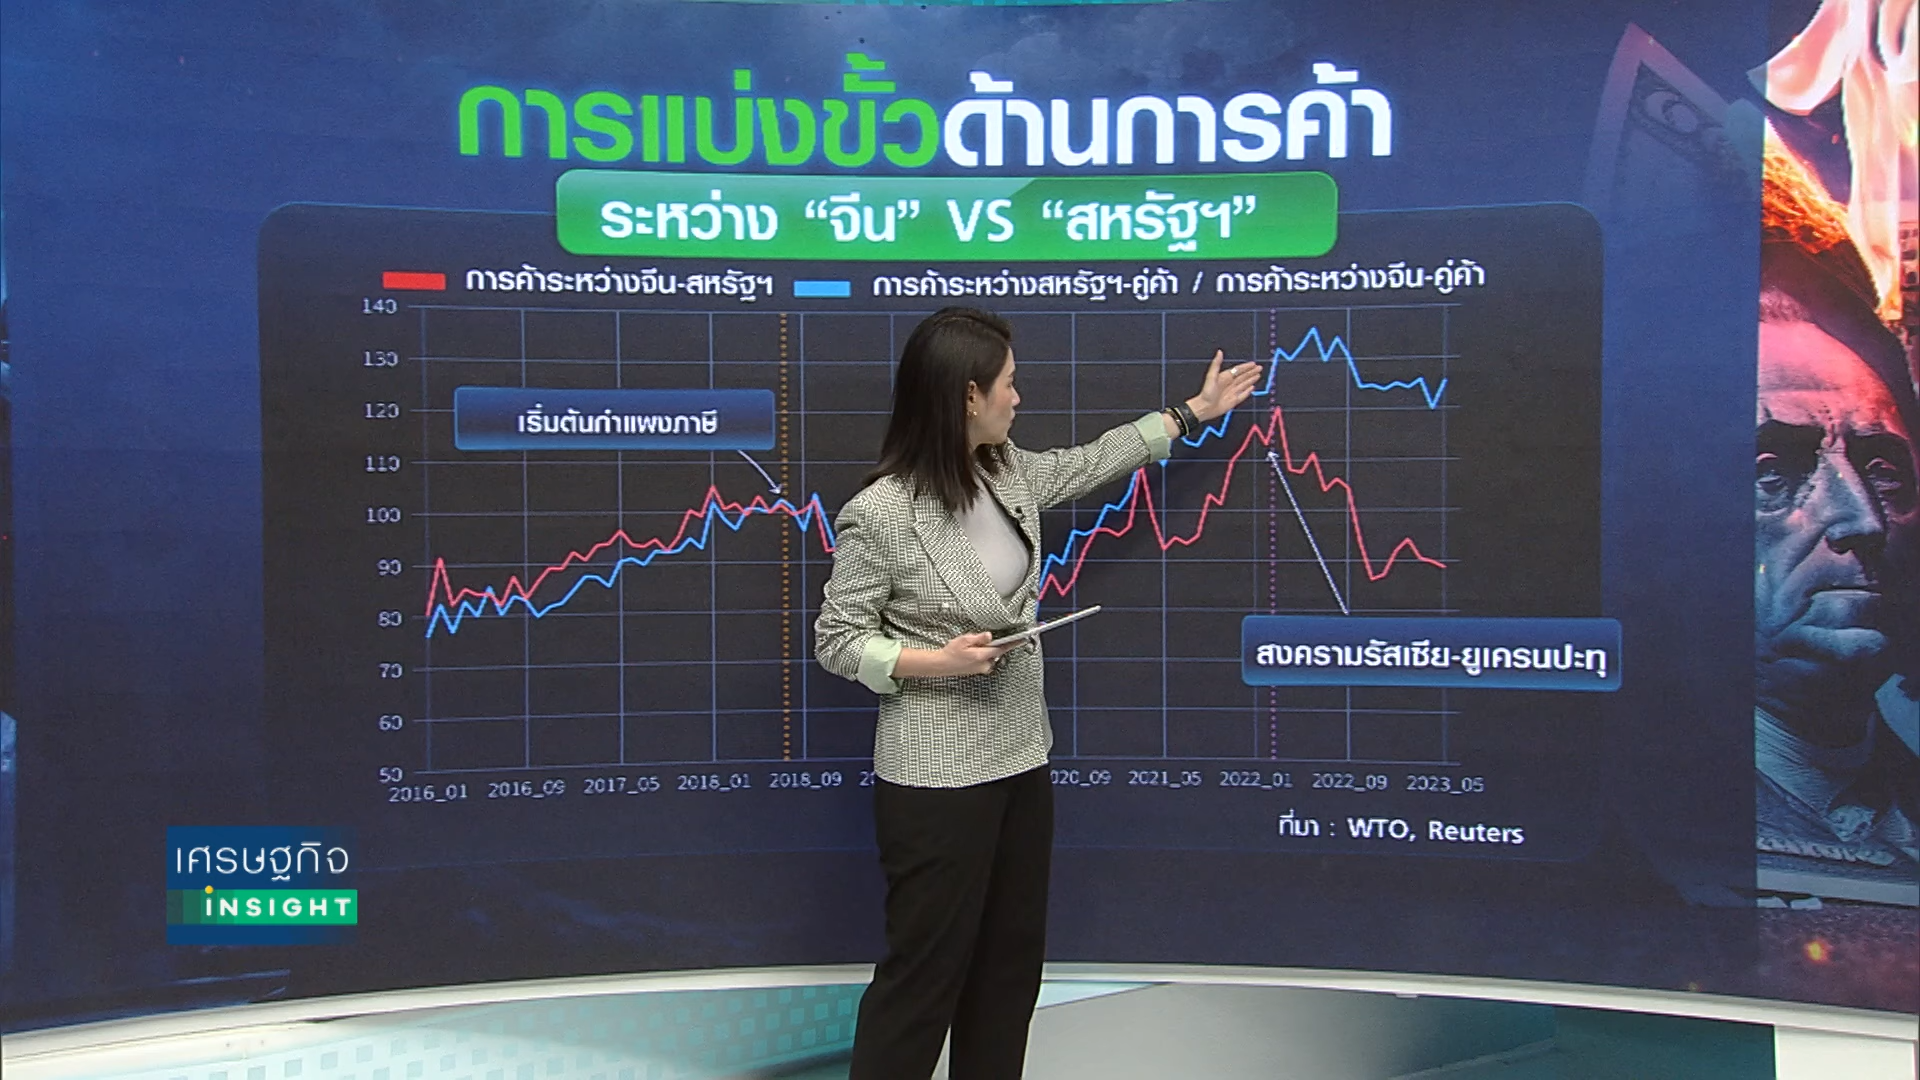 การแบ่งขั้วด้านการค้า
ระหว่าง “จีน” VS “สหรัฐฯ”
การค้าระหว่างจีน-สหรัฐฯ การค้าระหว่างสหรัฐฯ-คู่ค้า / การค้าระหว่างจีน-คู่ค้า
140
130
120
110
100
90
80
70
60
50
เริ่มต้นกำแพงภาษี
สงครามรัสเซีย-ยูเครนปะทุ
2016_01 2016_09 2017_05 2018_01 2018_09 2021_05 2022_01 2022_09 2023_05
ที่มา : WTO, Reuters
เศรษฐกิจ
INSIGHT